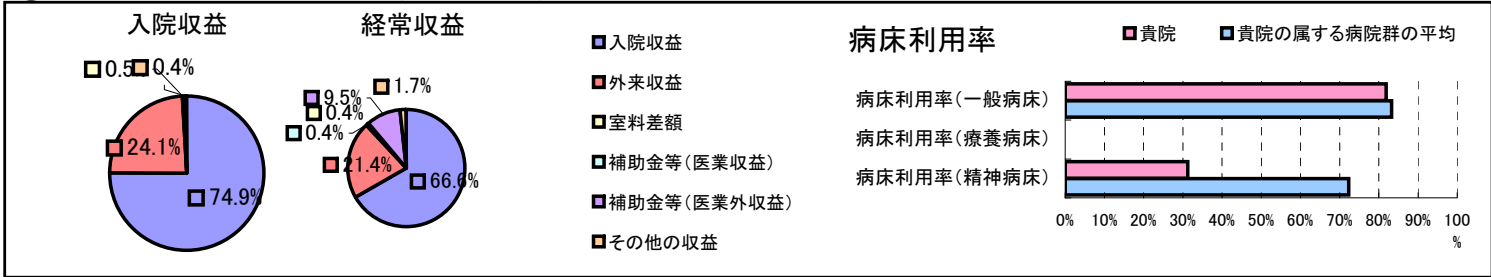 入院収益
0.5
0.4%
24.1%
74.9%
経常収益
1.7%
9.5%
0.4%
0.4%
21.4%
66.6%
入院収益
外来収益
室料差額
補助金等(医業収益)
補助金等(医業外収益)
その他の収益
病床利用率
貴院
貴院の属する病院群の平均
病床利用率(一般病床)
病床利用率(療養病床)
病床利用率(精神病床)
0% 10% 20% 30% 40% 50% 60% 70% 80% 90% 100
%